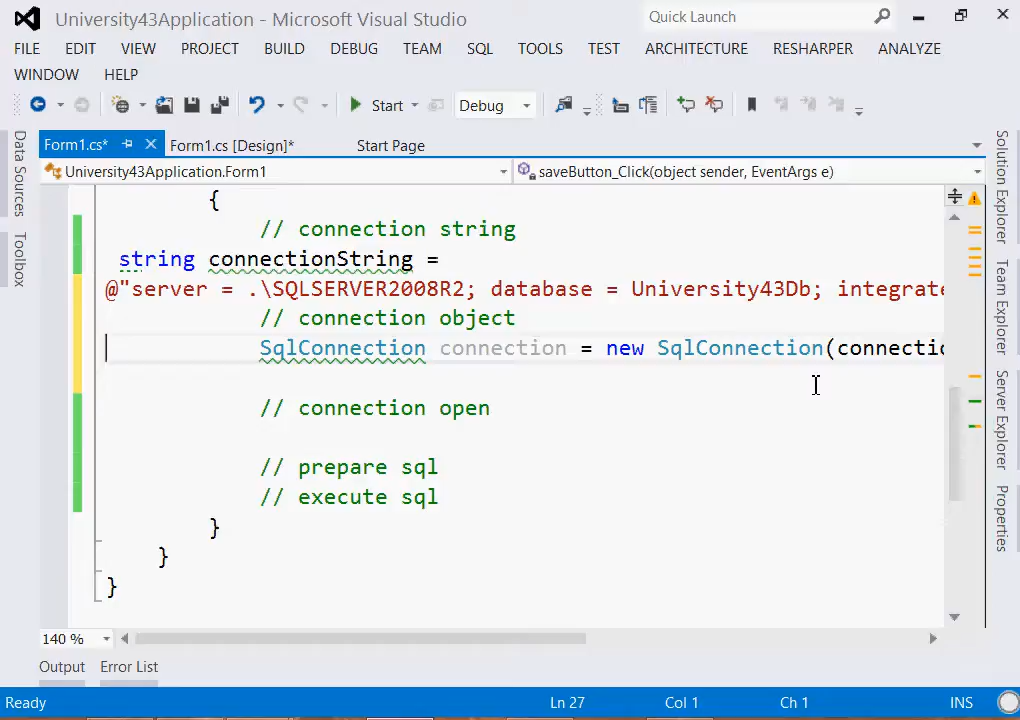 University43Application - Microsoft Visual Studio
Quick Launch
FILE EDIT VIEW PROJECT BUILD DEBUG TEAM SQL TOOLS TEST ARCHITECTURE RESHARPER ANALYZE
WINDOW HELP
Start Debug
Form1.cs* Form1.cs [Design]* Start Page
University43Application.Form1 saveButton_Click(object sender, EventArgs e)
Data Sources
Toolbox
{
// connection string
string connectionString =
@"server = .\SQLSERVER2008R2; database = University43Db; integrate
// connection object
SqlConnection connection = new SqlConnection(connectio
// connection open
// prepare sql
// execute sql
}
}
}
Solution Explorer
Team Explorer
Server Explorer
Properties
140 %
Output Error List
Ready Ln 27 Col 1 Ch 1 INS